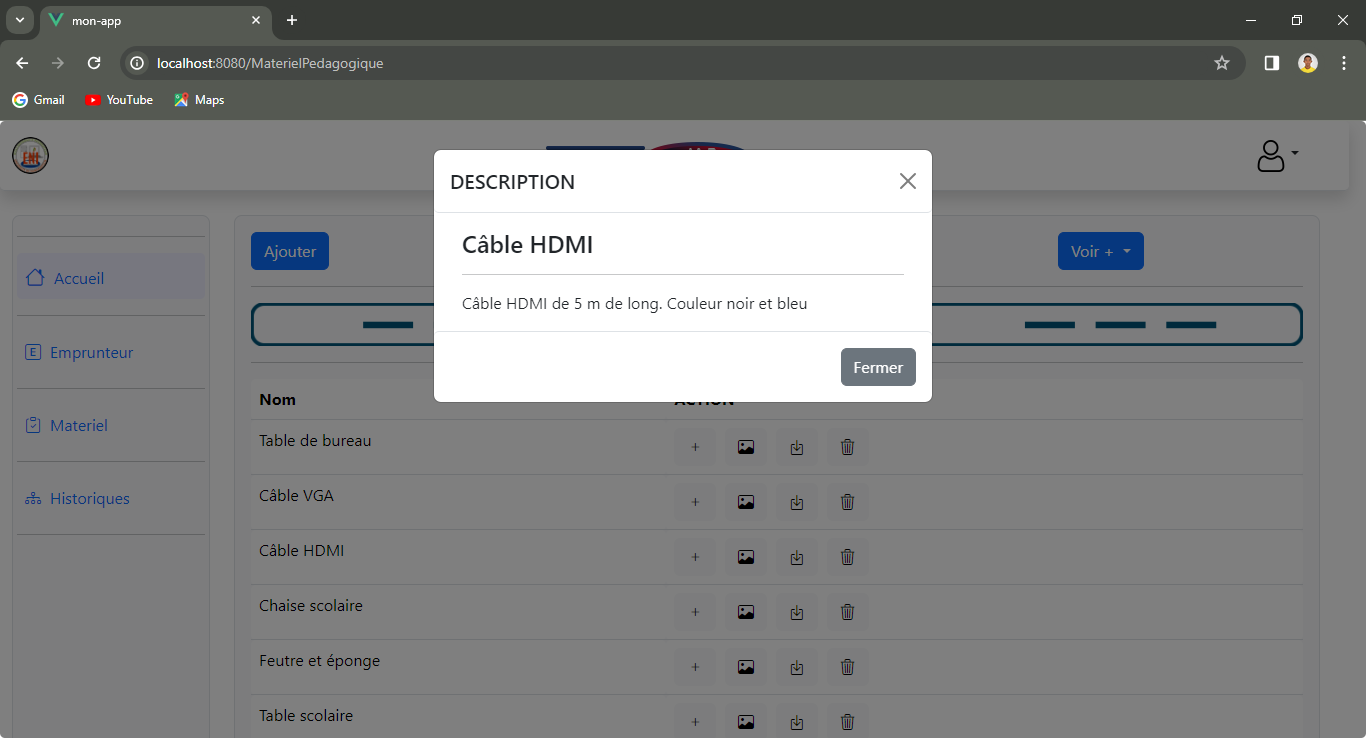 mon-app
localhost:8080/MaterielPedagogique
Gmail
YouTube
Maps
DESCRIPTION
Câble HDMI
Câble HDMI de 5 m de long. Couleur noir et bleu
Fermer
Ajouter
Voir +
Accueil
Emprunteur
Materiel
Historiques
Nom
ACTION
Table de bureau
Câble VGA
Câble HDMI
Chaise scolaire
Feutre et éponge
Table scolaire